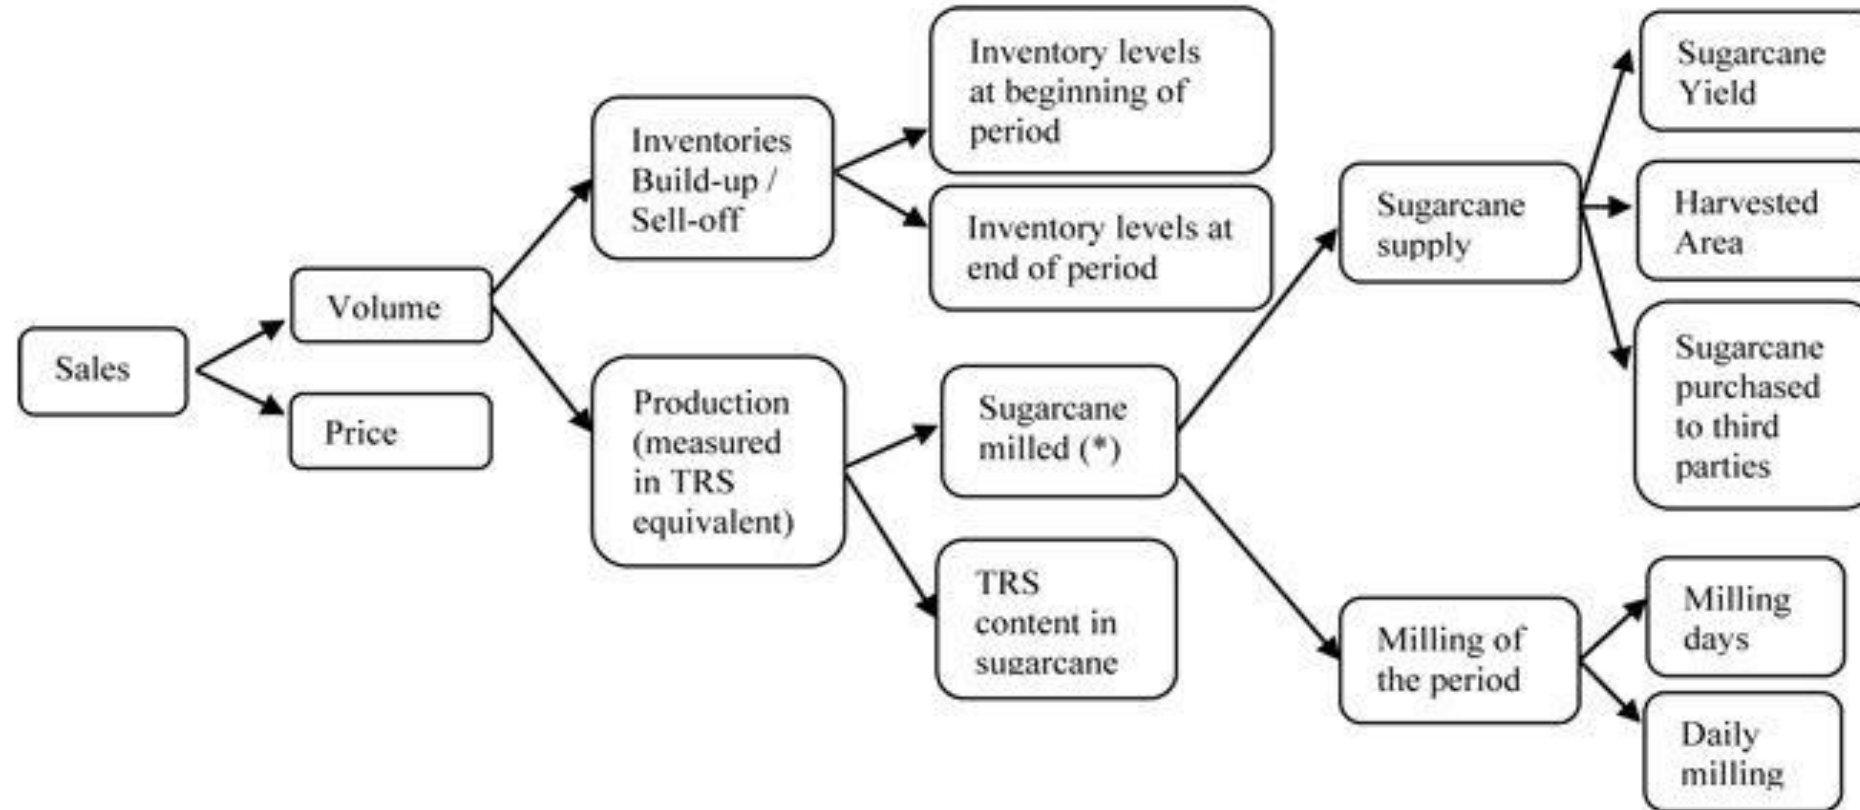 Sales
Volume
Price
Inventories
Build-up /
Sell-off
Production
(measured
in TRS
equivalent)
Inventory levels
at beginning of
period
Inventory levels at
end of period
Sugarcane
milled (*)
TRS
content in
sugarcane
Sugarcane
supply
Milling of
the period
Sugarcane
Yield
Harvested
Area
Sugarcane
purchased
to third
parties
Milling
days
Daily
milling